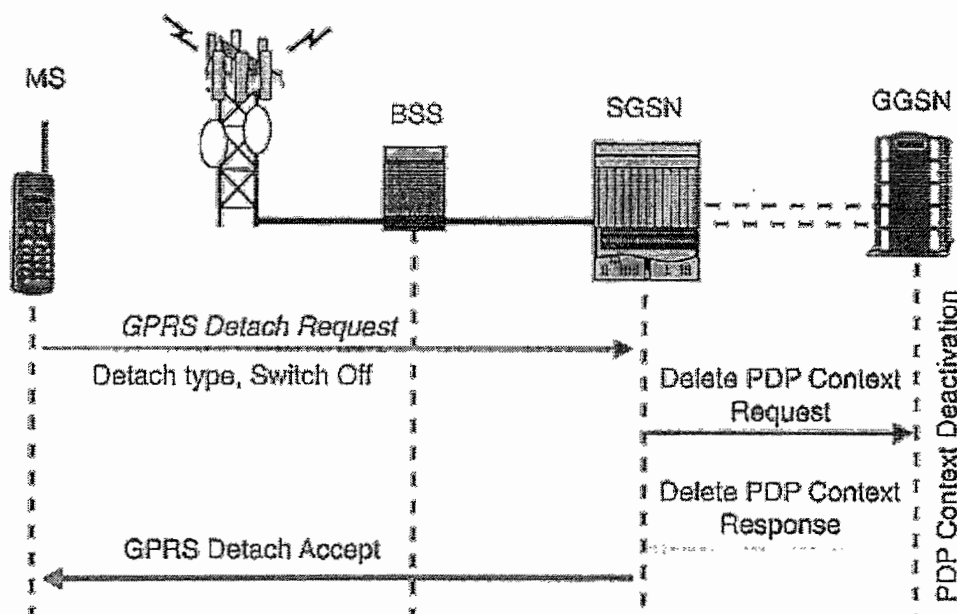 MS
BSS
SGSN
GGSN
GPRS Detach Request
Detach type, Switch Off
Delete PDP Context
Request
Delete PDP Context
Response
GPRS Detach Accept
PDP Context Deactivation